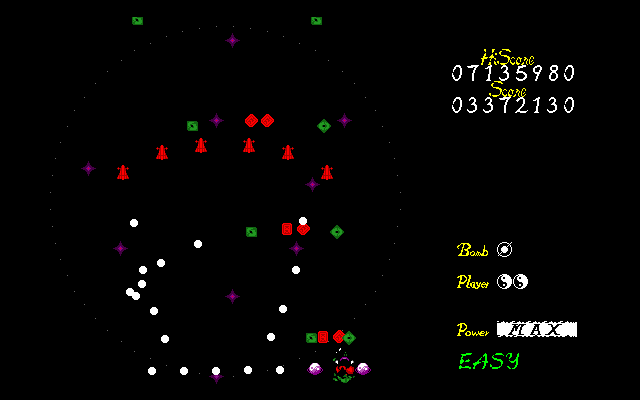 HiScore
07135980
Score
03372130
Bomb
Player
Power MAX
EASY